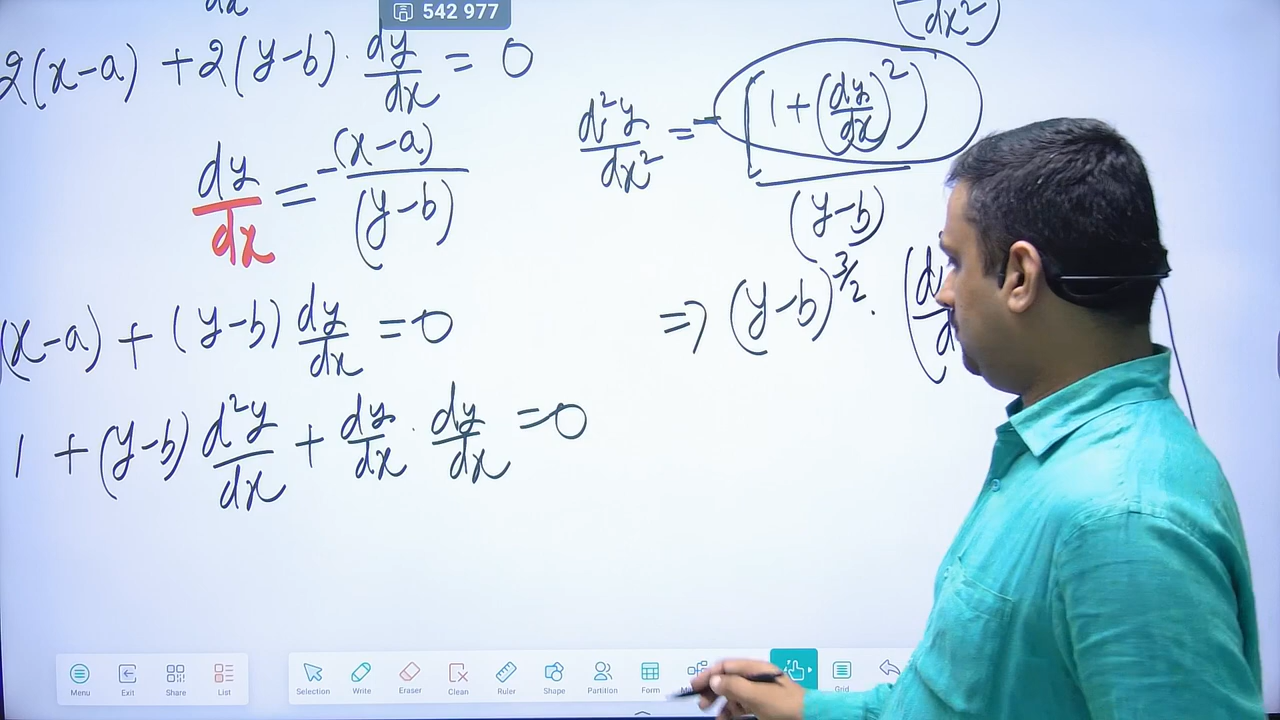 dx
542 977
2(x-a) + 2(y-b) · dy/dx = 0
dy/dx = -(x-a)/(y-b)
(x-a) + (y-b) dy/dx = 0
1 + (y-b) d²y/dx + dy/dx · dy/dx = 0
dx²)
d²y/dx² = - [1 + (dy/dx)²)/(y-b)
⇒ (y-b)^3/2 · (d
Menu Exit Share List Selection Write Eraser Clean Ruler Shape Partition Form Grid